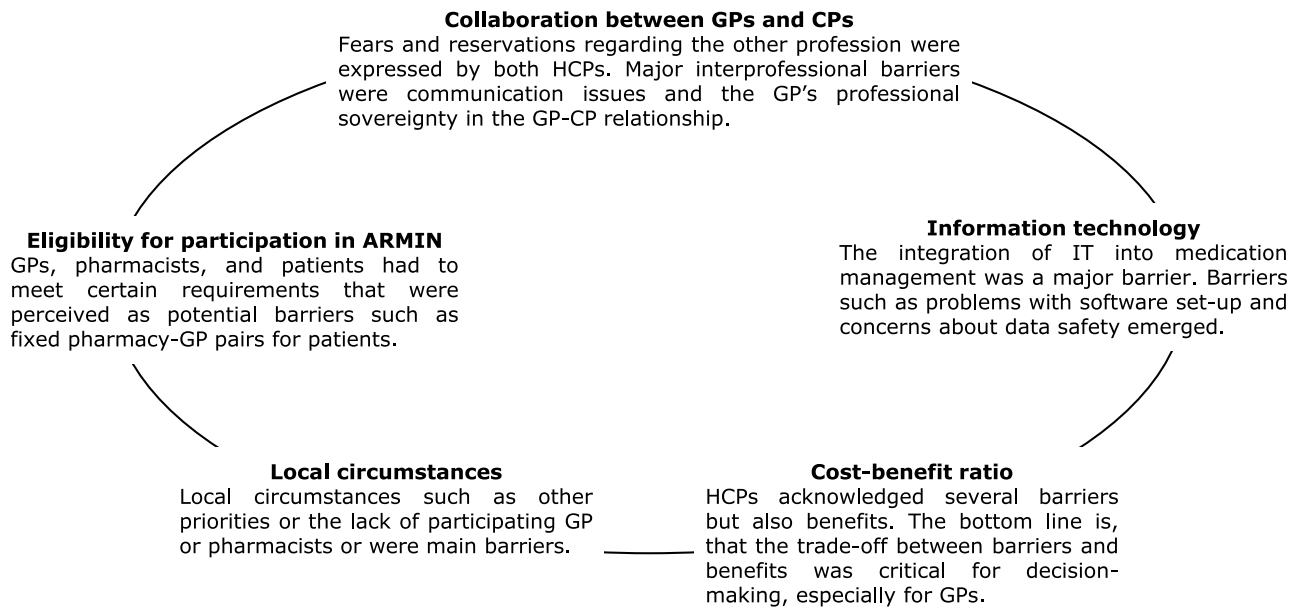 Collaboration between GPs and CPs
Fears and reservations regarding the other profession were
expressed by both HCPs. Major interprofessional barriers
were communication issues and the GP’s professional
sovereignty in the GP-CP relationship.
Information technology
The integration of IT into medication
management was a major barrier. Barriers
such as problems with software set-up and
concerns about data safety emerged.
Eligibility for participation in ARMIN
GPs, pharmacists, and patients had to
meet certain requirements that were
perceived as potential barriers such as
fixed pharmacy-GP pairs for patients.
Local circumstances
Local circumstances such as other
priorities or the lack of participating GP
or pharmacists or were main barriers.
Cost-benefit ratio
HCPs acknowledged several barriers
but also benefits. The bottom line is,
that the trade-off between barriers and
benefits was critical for decision-
making, especially for GPs.